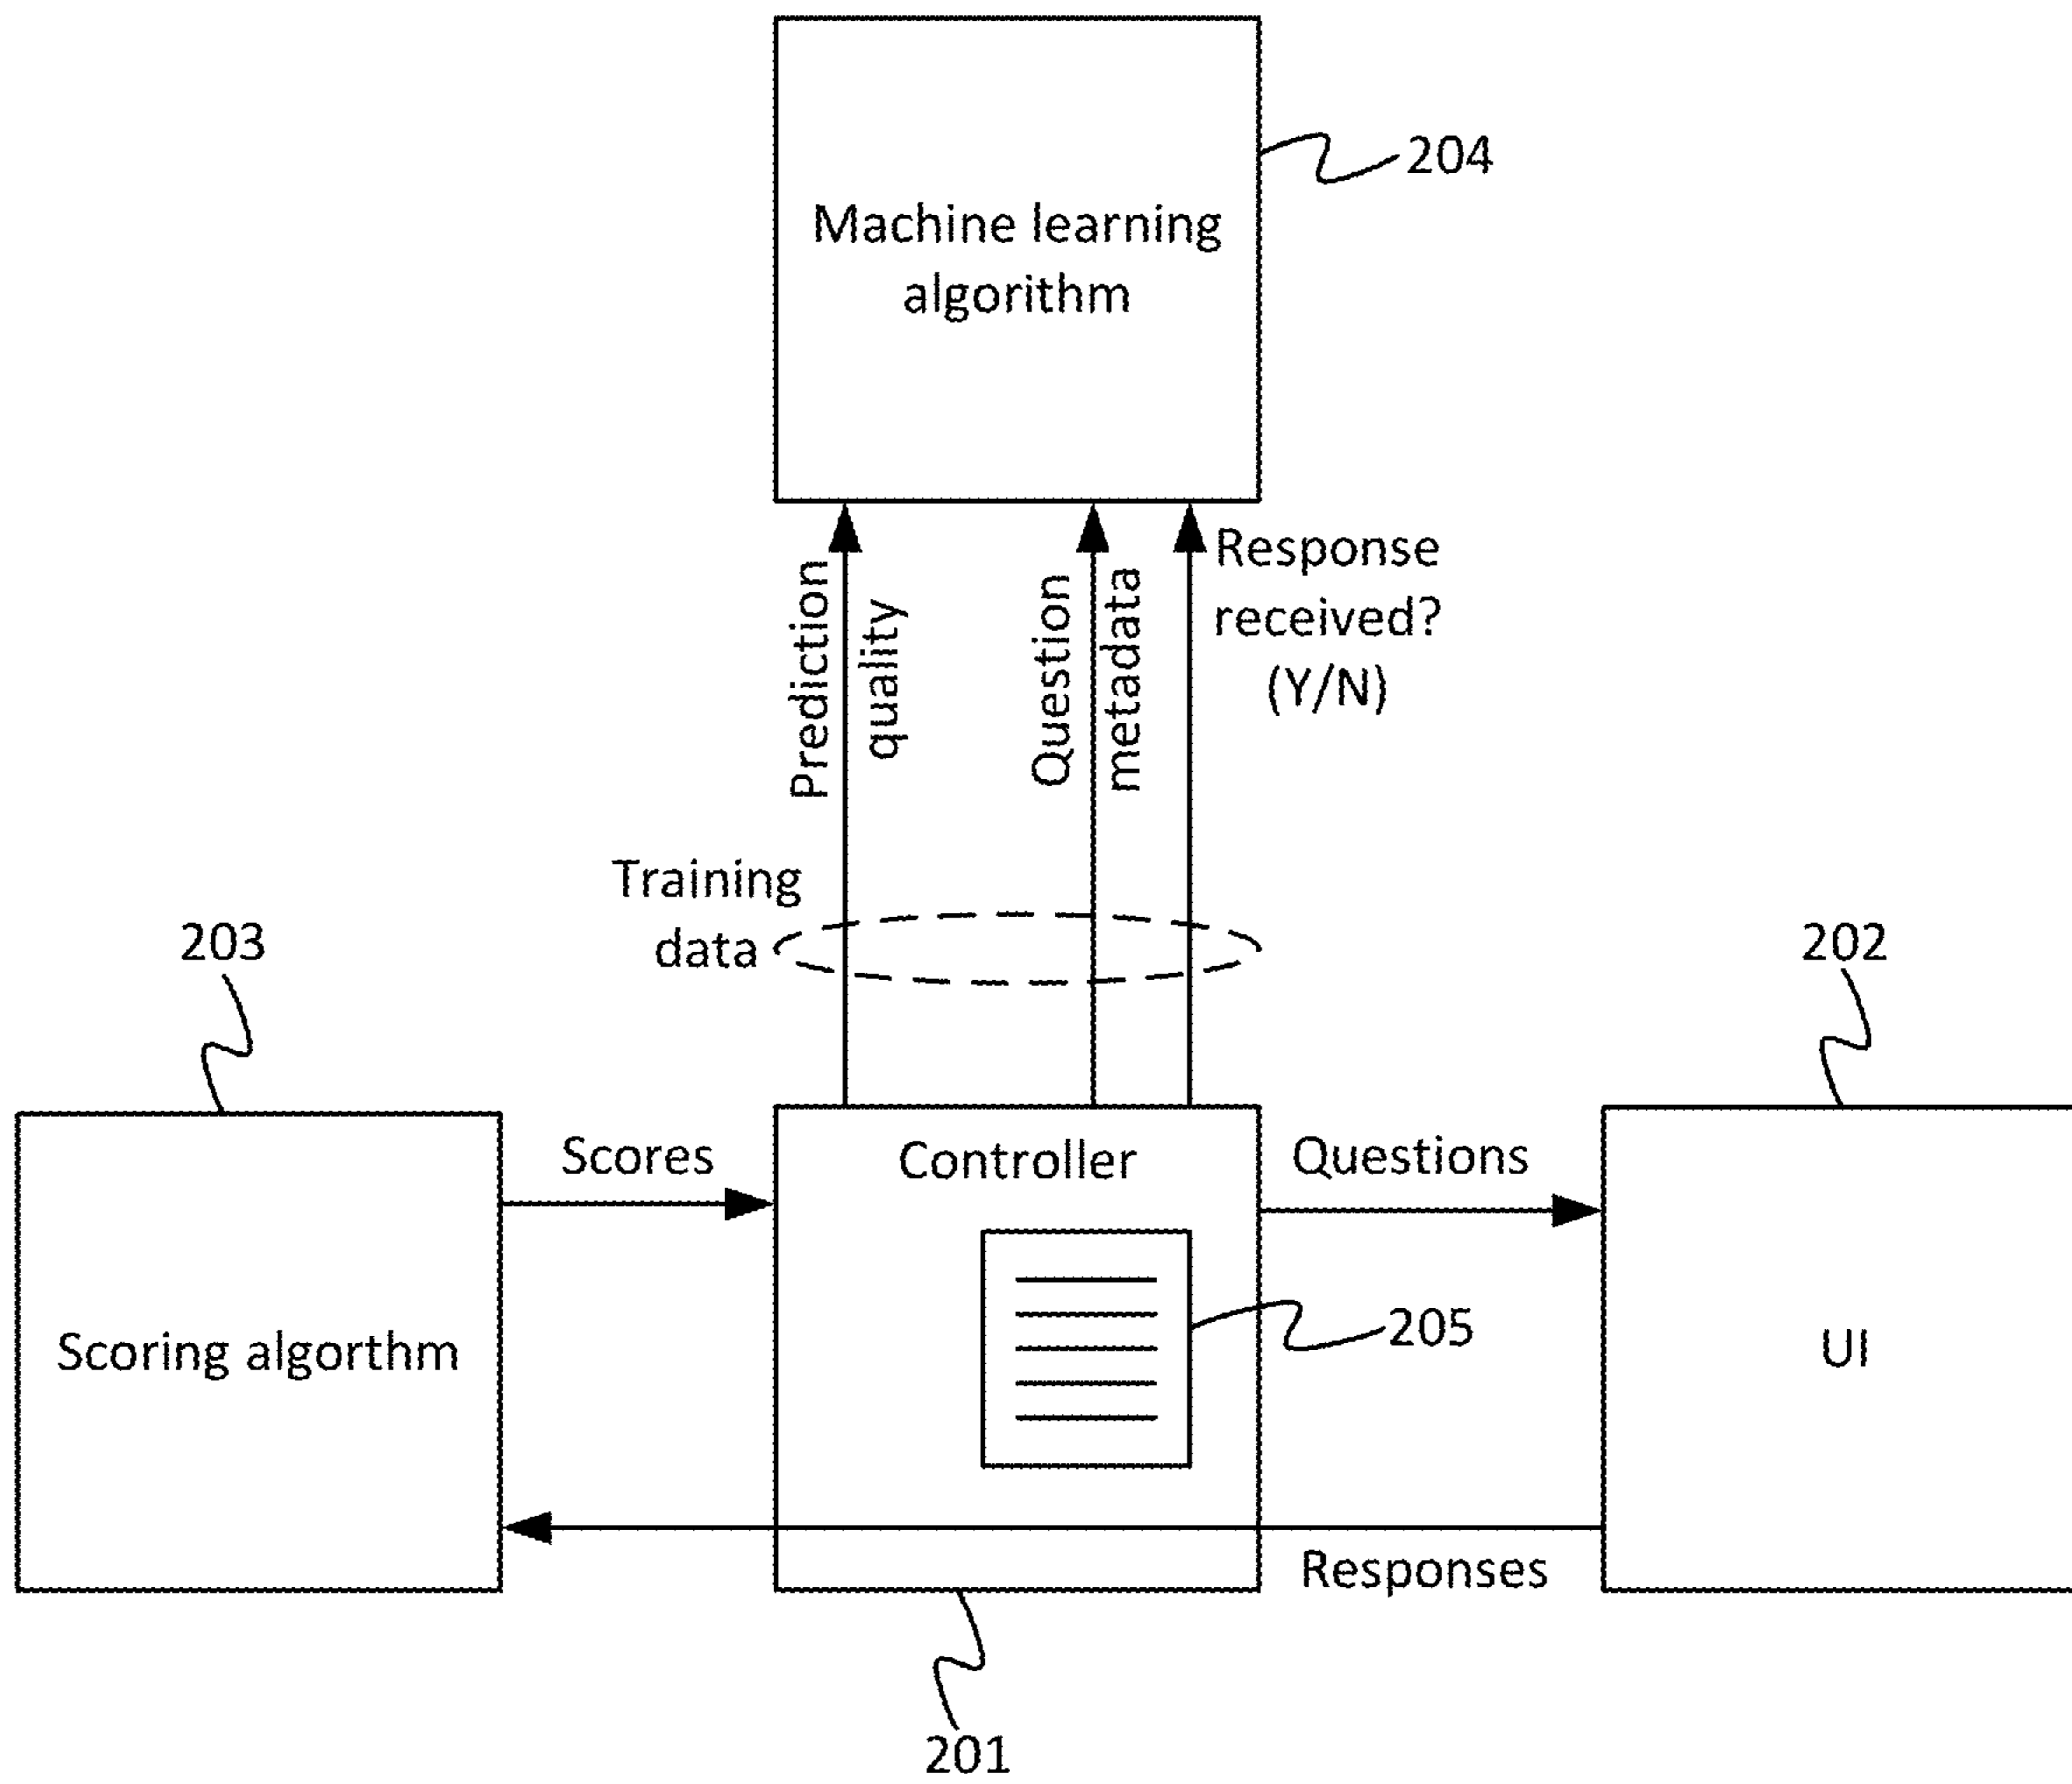 Machine learning
algorithm
204
Prediction
quality
Question
metadata
Response
received?
(Y/N)
Training
data
203
202
Scores
Controller
Questions
Scoring algorthm
205
UI
Responses
201